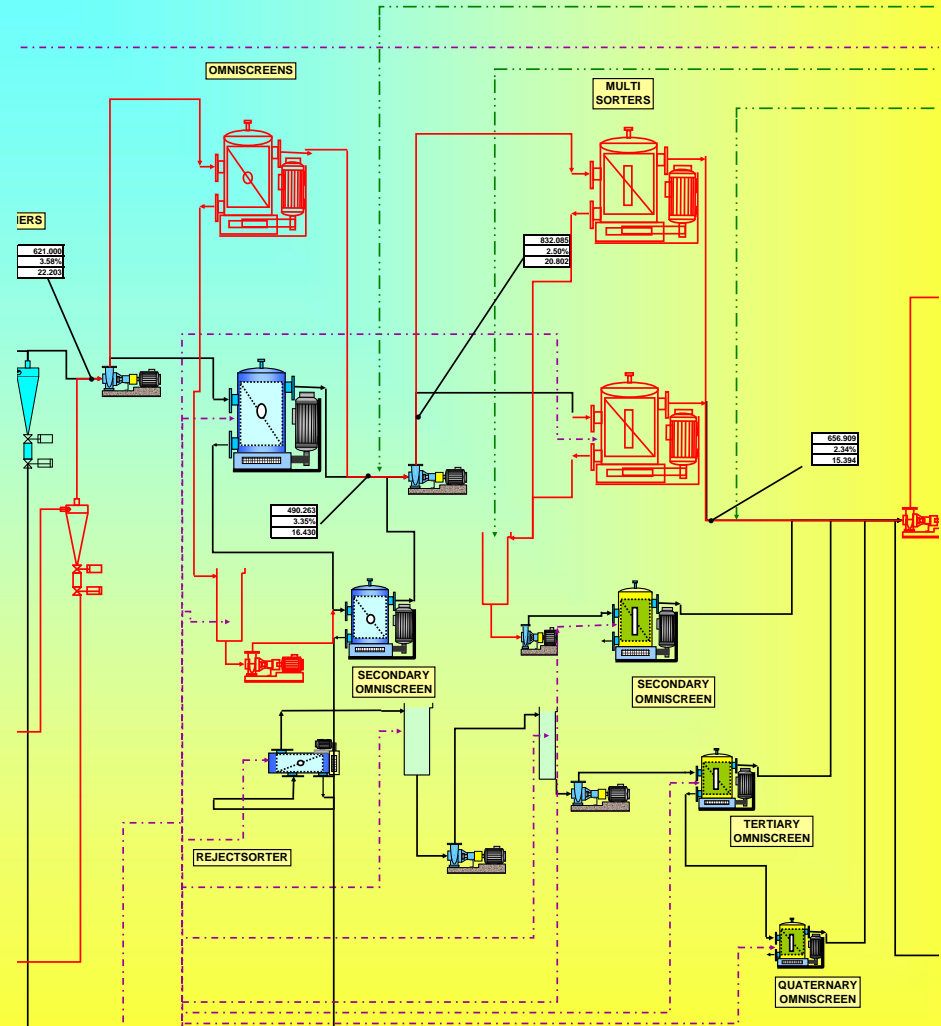 OMNISCREENS
MULTI
SORTERS
IERS
621.000
3.58%
22.203
832.085
2.50%
20.802
656.909
2.34%
15.394
490.263
3.35%
16.430
SECONDARY
OMNISCREEN
SECONDARY
OMNISCREEN
TERTIARY
OMNISCREEN
REJECTSORTER
QUATERNARY
OMNISCREEN